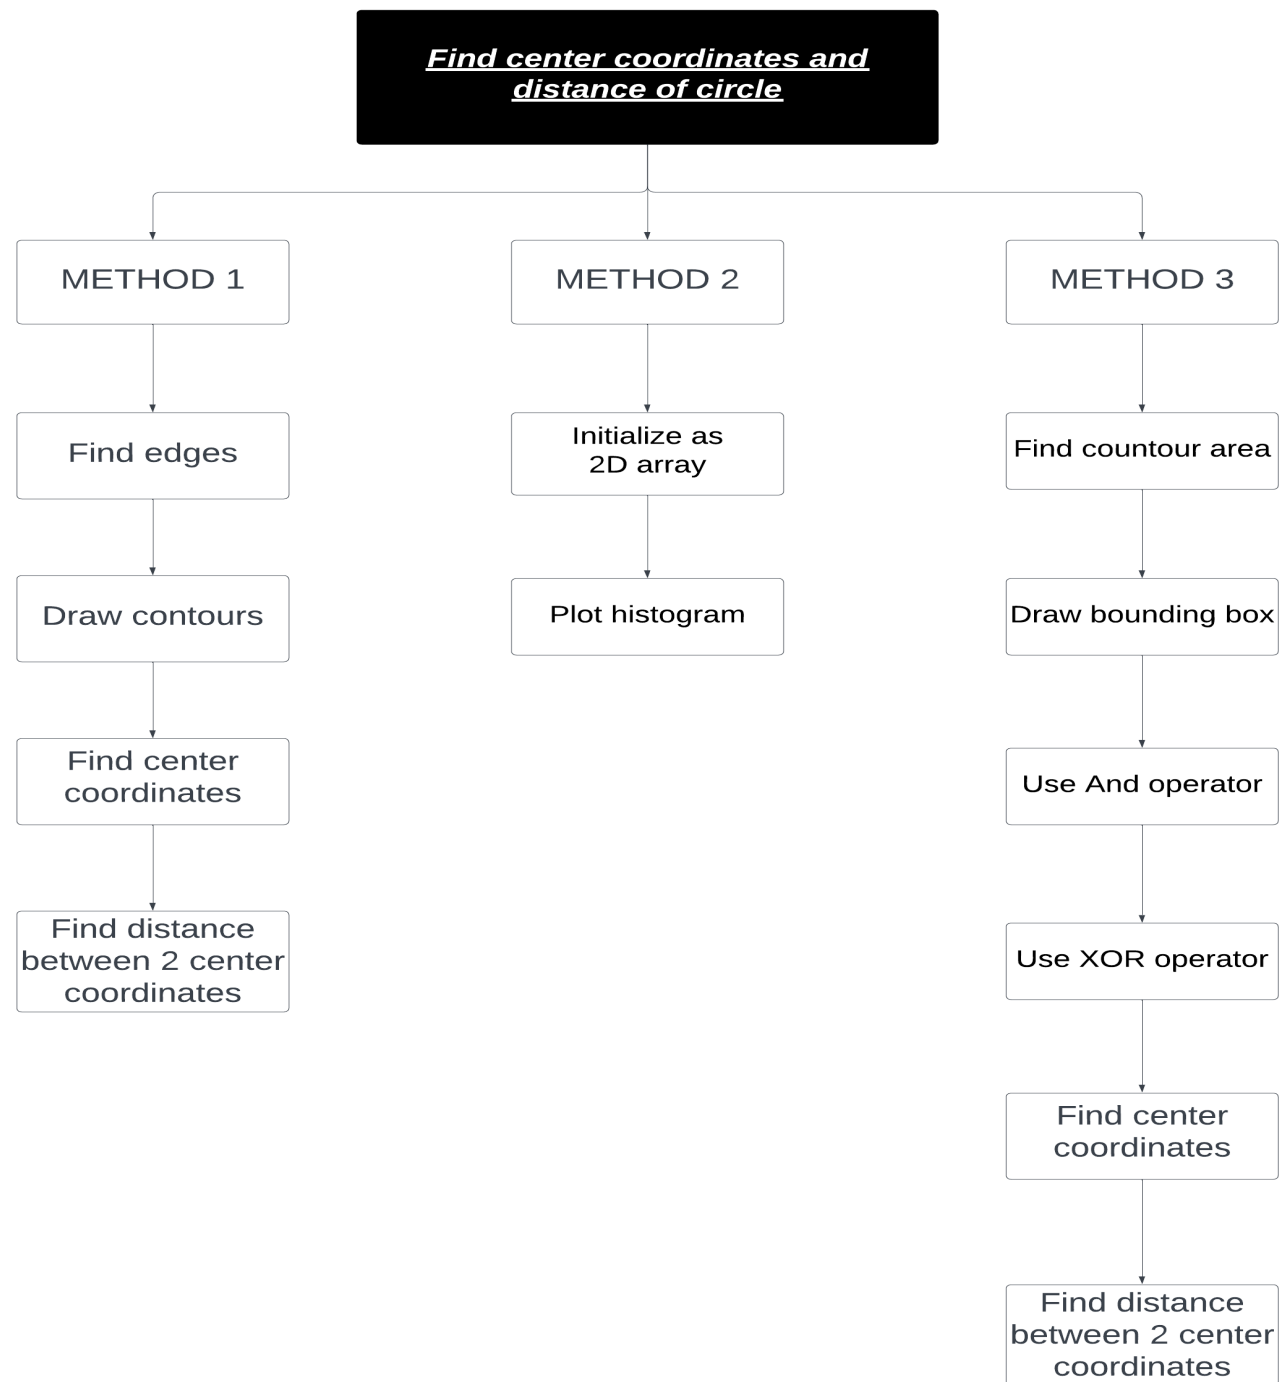 Find center coordinates and
distance of circle
METHOD 1
METHOD 2
METHOD 3
Find edges
Initialize as
2D array
Find countour area
Draw contours
Plot histogram
Draw bounding box
Find center
coordinates
Use And operator
Find distance
between 2 center
coordinates
Use XOR operator
Find center
coordinates
Find distance
between 2 center
coordinates